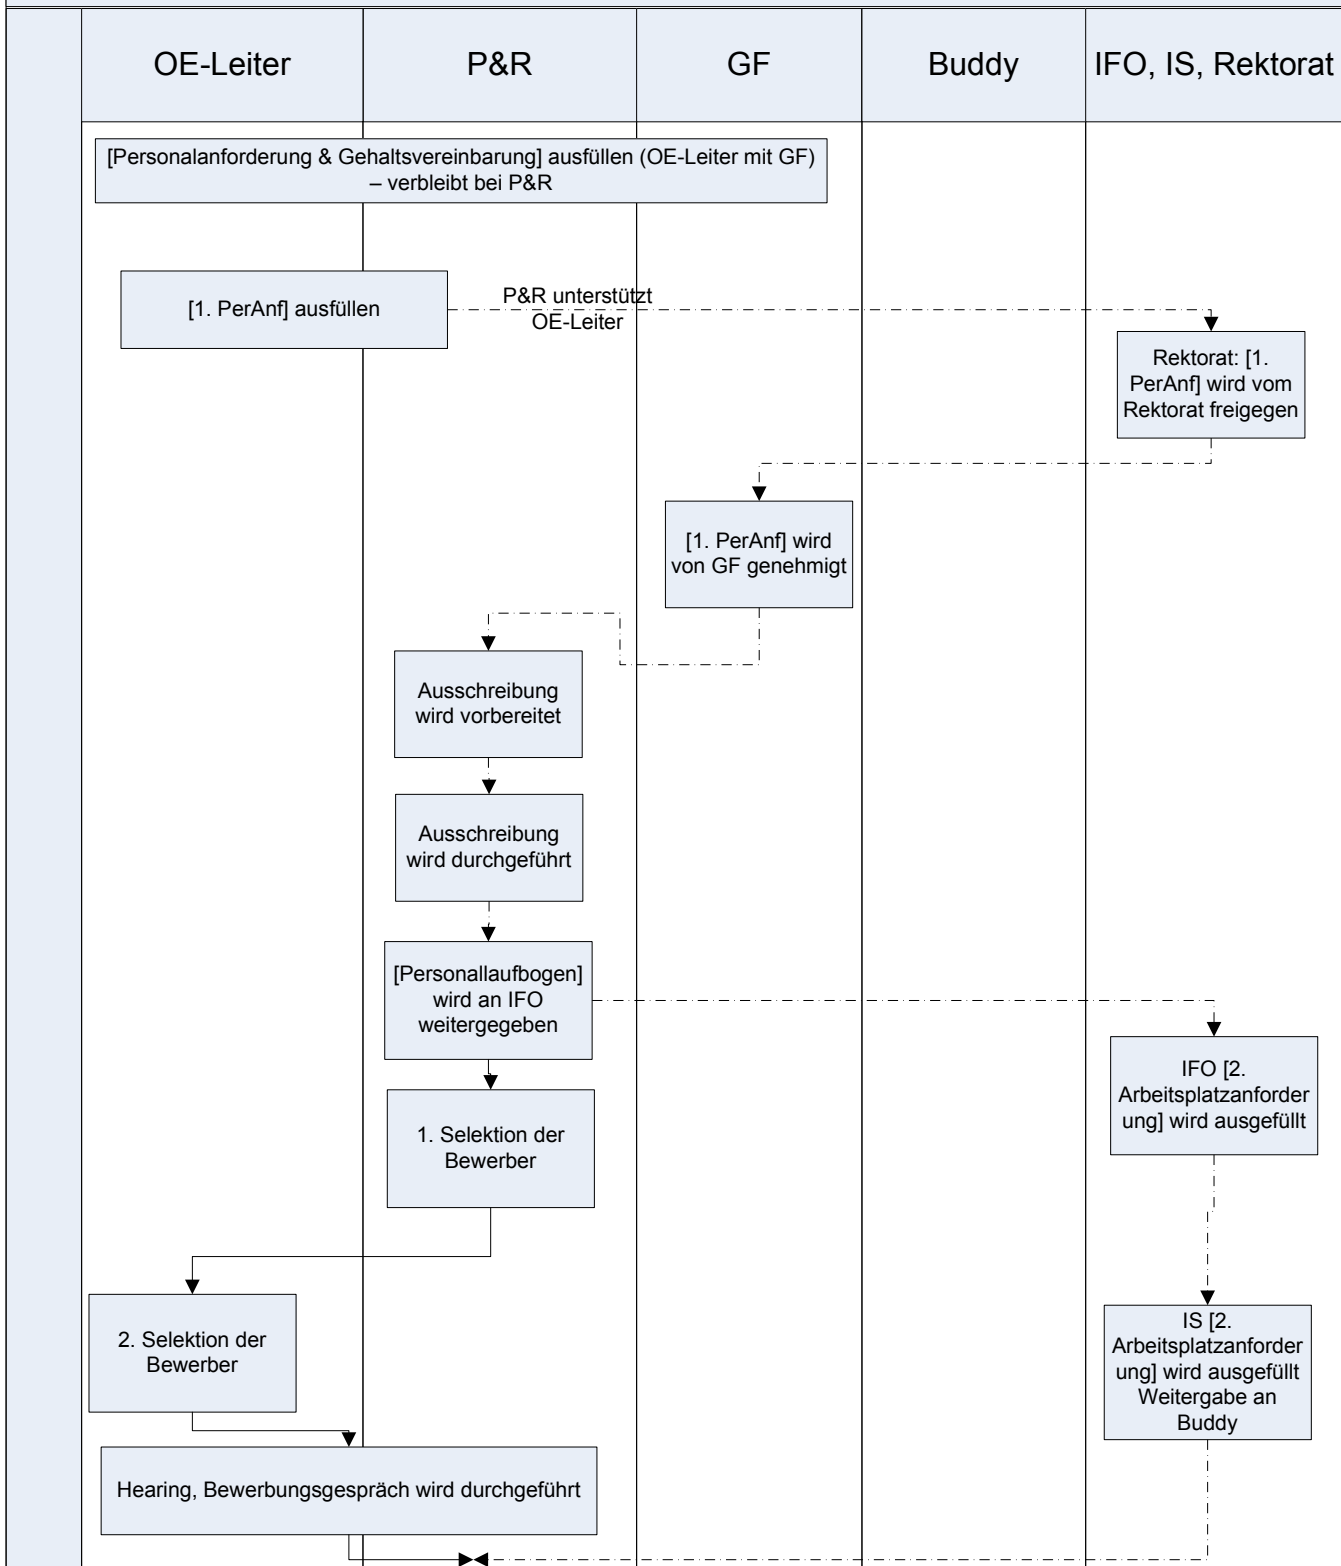 OE-Leiter
P&R
GF
Buddy
IFO, IS, Rektorat
[Personalanforderung & Gehaltsvereinbarung] ausfüllen (OE-Leiter mit GF)
– verbleibt bei P&R
[1. PerAnf] ausfüllen
P&R unterstützt
OE-Leiter
Rektorat: [1.
PerAnf] wird vom
Rektorat freigegen
[1. PerAnf] wird
von GF genehmigt
Ausschreibung
wird vorbereitet
Ausschreibung
wird durchgeführt
[Personallaufbogen]
wird an IFO
weitergegeben
IFO [2.
Arbeitsplatzanforder
ung] wird ausgefüllt
1. Selektion der
Bewerber
2. Selektion der
Bewerber
IS [2.
Arbeitsplatzanforder
ung] wird ausgefüllt
Weitergabe an
Buddy
Hearing, Bewerbungsgespräch wird durchgeführt